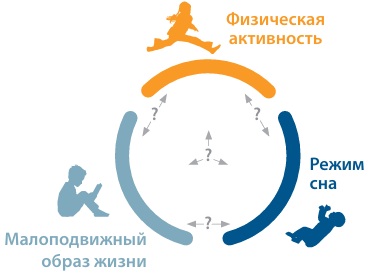 Физическая
активность
?
?
?
Режим
сна
?
Малоподвижный
образ жизни